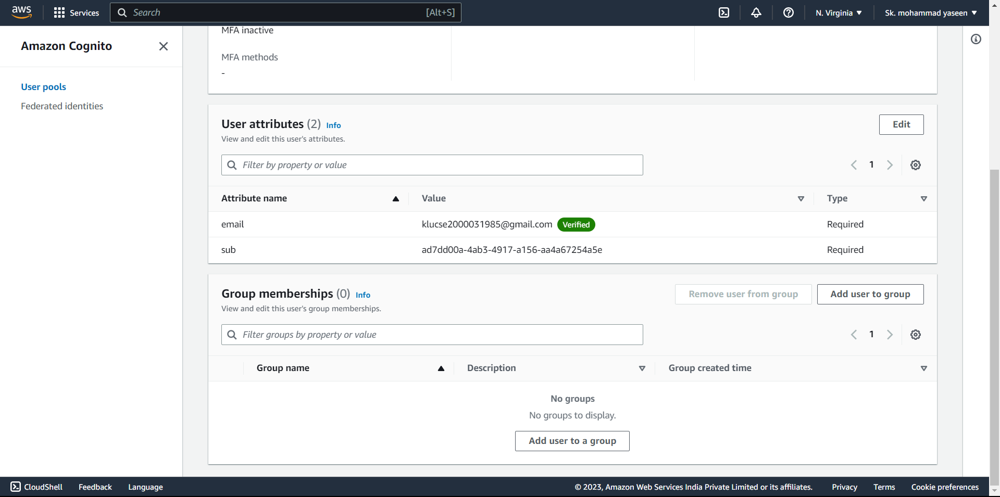 aws
Services
Search [Alt+S]
N. Virginia
Sk. mohammad yaseen
Amazon Cognito
User pools
Federated identities
MFA inactive
MFA methods
-
User attributes (2) Info
Edit
View and edit this user's attributes.
Filter by property or value
1
Attribute name Value Type
email klucse2000031985@gmail.com Verified Required
sub ad7dd00a-4ab3-4917-a156-aa4a67254a5e Required
Group memberships (0) Info
Remove user from group Add user to group
View and edit this user's group memberships.
Filter groups by property or value
1
Group name Description Group created time
No groups
No groups to display.
Add user to a group
CloudShell Feedback Language © 2023, Amazon Web Services India Private Limited or its affiliates. Privacy Terms Cookie preferences